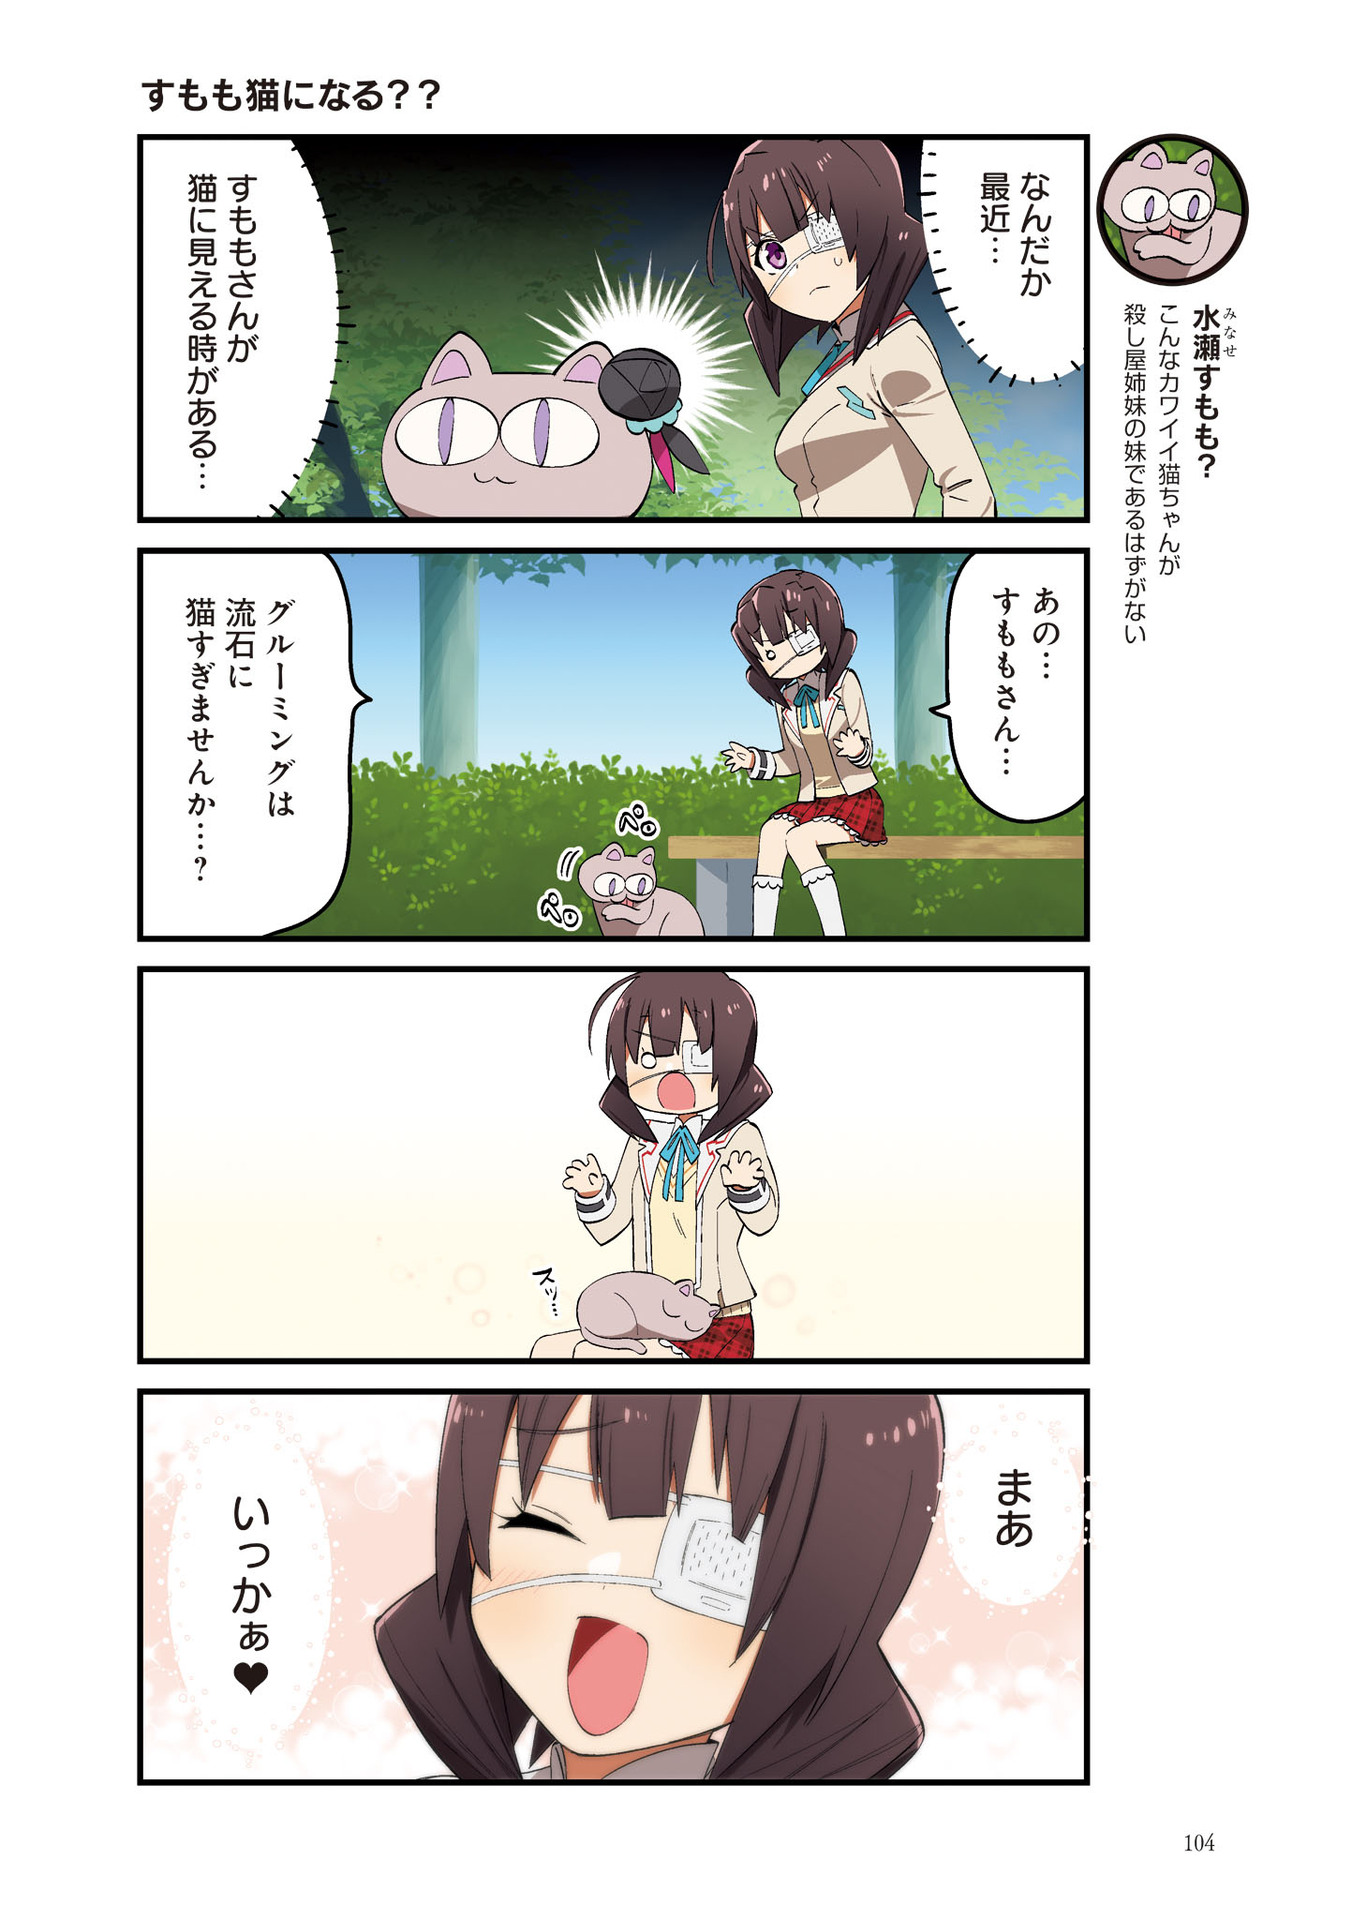 すもも猫になる？？
みなせ
水瀬すもも？
こんなカワイイ猫ちゃんが
殺し屋姉妹の妹であるはずがない
なんだか
最近…
すももさんが
猫に見える時がある…
あの…
すももさん…
グルーミングは
流石に
猫すぎませんか…？
ペロ
ペロ
スッ…
まあ
いっかぁ♥
104